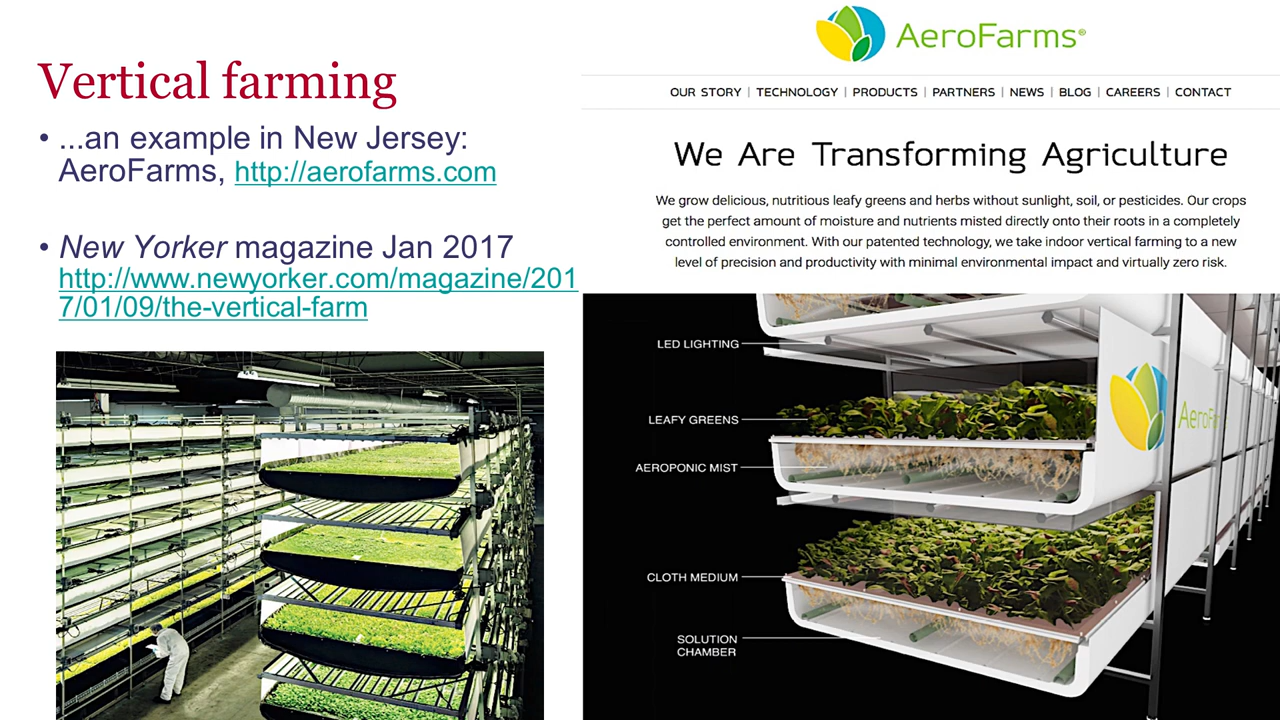 Vertical farming
• ...an example in New Jersey:
AeroFarms, http://aerofarms.com
• New Yorker magazine Jan 2017
http://www.newyorker.com/magazine/201
7/01/09/the-vertical-farm
AeroFarms®
OUR STORY | TECHNOLOGY | PRODUCTS | PARTNERS | NEWS | BLOG | CAREERS | CONTACT
We Are Transforming Agriculture
We grow delicious, nutritious leafy greens and herbs without sunlight, soil, or pesticides. Our crops
get the perfect amount of moisture and nutrients misted directly onto their roots in a completely
controlled environment. With our patented technology, we take indoor vertical farming to a new
level of precision and productivity with minimal environmental impact and virtually zero risk.
LED LIGHTING
LEAFY GREENS
AeroFa
AEROPONIC MIST
CLOTH MEDIUM
SOLUTION
CHAMBER